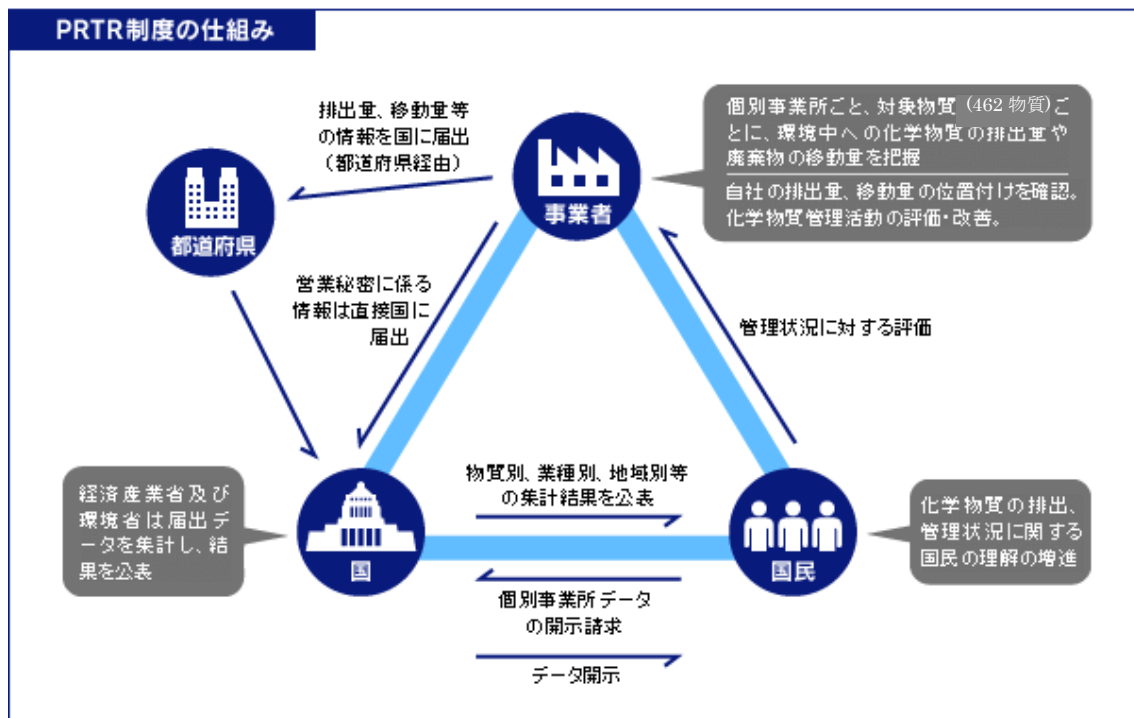 PRTR制度の仕組み
排出量、移動量等
の情報を国に届出
（都道府県経由）
事業者
個別事業所ごと、対象物質(462物質)ご
とに、環境中への化学物質の排出量や
廃棄物の移動量を把握
自社の排出量、移動量の位置付けを確認。
化学物質管理活動の評価・改善。
都道府県
営業秘密に係る
情報は直接国に
届出
管理状況に対する評価
経済産業省及び
環境省は届出デ
ータを集計し、結
果を公表
国
物質別、業種別、地域別等
の集計結果を公表
国民
化学物質の排出、
管理状況に関する
国民の理解の増進
個別事業所データ
の開示請求
データ開示